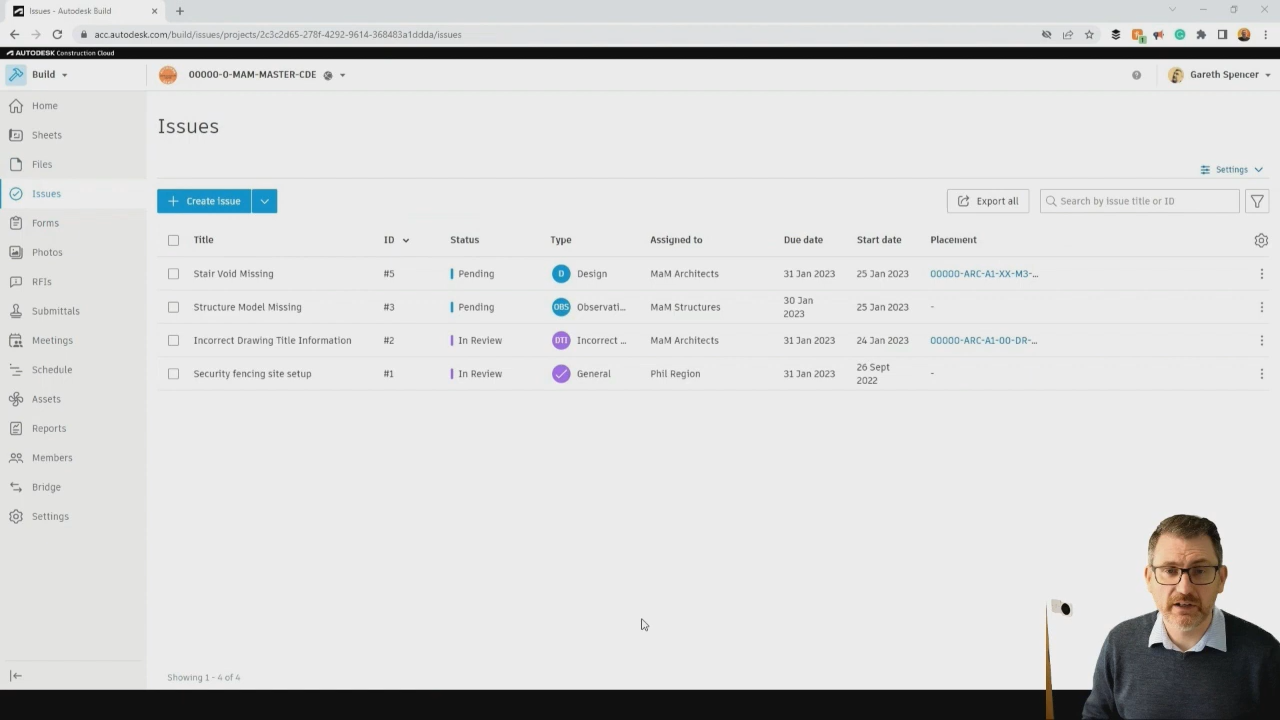 Issues - Autodesk Build
acc.autodesk.com/build/issues/projects/2c3c2d65-278f-4292-9614-368483a1ddda/issues
AUTODESK Construction Cloud
Build
00000-0-MAM-MASTER-CDE
Gareth Spencer
Home
Sheets
Files
Issues
Forms
Photos
RFIs
Submittals
Meetings
Schedule
Assets
Reports
Members
Bridge
Settings
Issues
Settings
+ Create issue
Export all
Search by issue title or ID
Title ID Status Type Assigned to Due date Start date Placement
Stair Void Missing #5 Pending D Design MaM Architects 31 Jan 2023 25 Jan 2023 00000-ARC-A1-XX-M3-...
Structure Model Missing #3 Pending OBS Observati... MaM Structures 30 Jan 2023 25 Jan 2023 -
Incorrect Drawing Title Information #2 In Review DTI Incorrect ... MaM Architects 31 Jan 2023 24 Jan 2023 00000-ARC-A1-00-DR-...
Security fencing site setup #1 In Review General Phil Region 31 Jan 2023 26 Sept 2022 -
Showing 1 - 4 of 4